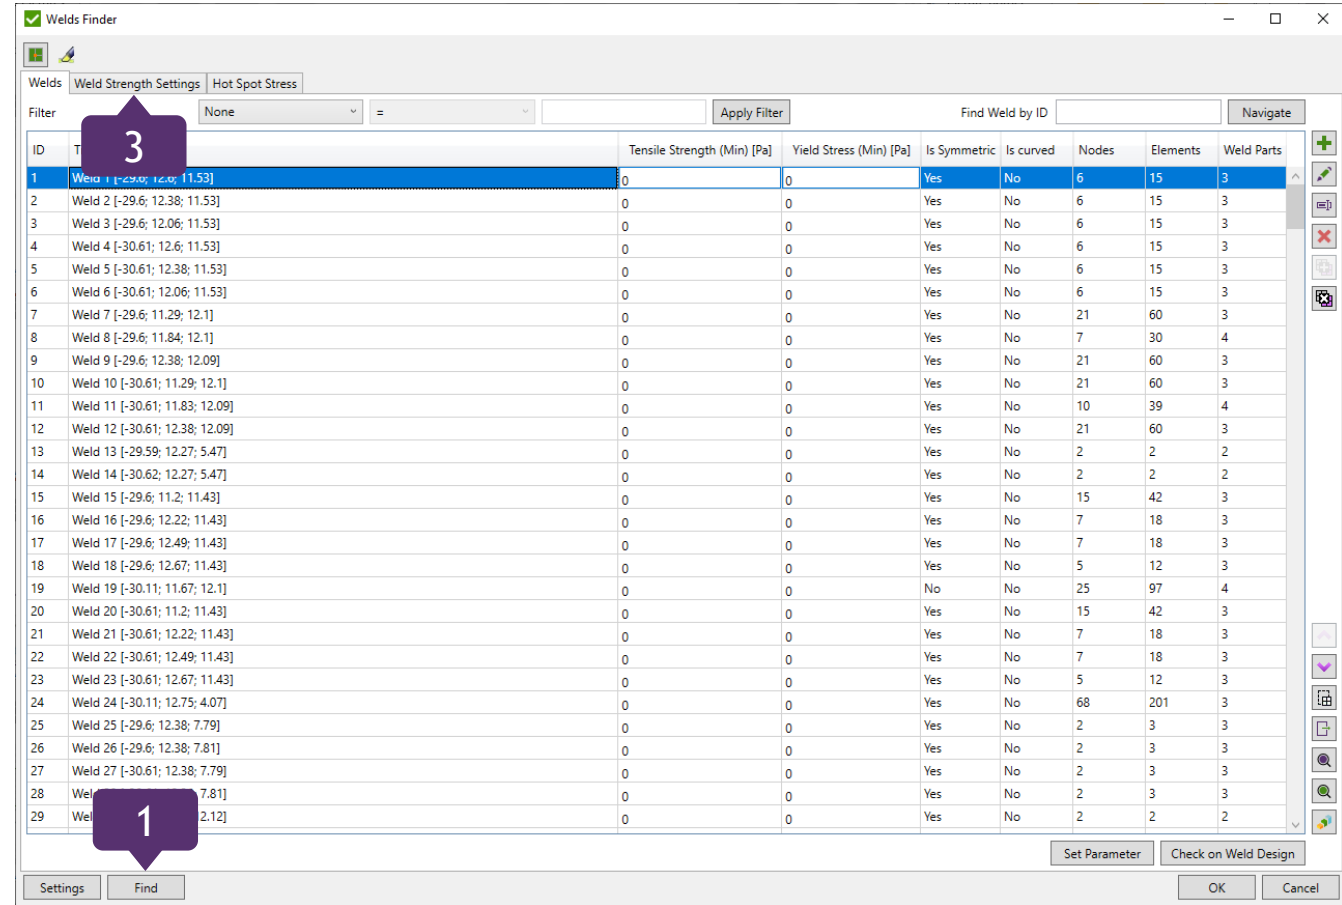 Welds Finder
Welds Weld Strength Settings Hot Spot Stress
Filter None = Apply Filter Find Weld by ID Navigate
3
ID Tensile Strength (Min) [Pa] Yield Stress (Min) [Pa] Is Symmetric Is curved Nodes Elements Weld Parts
1 Weld 1 [-29.6; 12.6; 11.53] 0 0 Yes No 6 15 3
2 Weld 2 [-29.6; 12.38; 11.53] 0 0 Yes No 6 15 3
3 Weld 3 [-29.6; 12.06; 11.53] 0 0 Yes No 6 15 3
4 Weld 4 [-30.61; 12.6; 11.53] 0 0 Yes No 6 15 3
5 Weld 5 [-30.61; 12.38; 11.53] 0 0 Yes No 6 15 3
6 Weld 6 [-30.61; 12.06; 11.53] 0 0 Yes No 6 15 3
7 Weld 7 [-29.6; 11.29; 12.1] 0 0 Yes No 21 60 3
8 Weld 8 [-29.6; 11.84; 12.1] 0 0 Yes No 7 30 4
9 Weld 9 [-29.6; 12.38; 12.09] 0 0 Yes No 21 60 3
10 Weld 10 [-30.61; 11.29; 12.1] 0 0 Yes No 21 60 3
11 Weld 11 [-30.61; 11.83; 12.09] 0 0 Yes No 10 39 4
12 Weld 12 [-30.61; 12.38; 12.09] 0 0 Yes No 21 60 3
13 Weld 13 [-29.59; 12.27; 5.47] 0 0 Yes No 2 2 2
14 Weld 14 [-30.62; 12.27; 5.47] 0 0 Yes No 2 2 2
15 Weld 15 [-29.6; 11.2; 11.43] 0 0 Yes No 15 42 3
16 Weld 16 [-29.6; 12.22; 11.43] 0 0 Yes No 7 18 3
17 Weld 17 [-29.6; 12.49; 11.43] 0 0 Yes No 7 18 3
18 Weld 18 [-29.6; 12.67; 11.43] 0 0 Yes No 5 12 3
19 Weld 19 [-30.11; 11.67; 12.1] 0 0 No No 25 97 4
20 Weld 20 [-30.61; 11.2; 11.43] 0 0 Yes No 15 42 3
21 Weld 21 [-30.61; 12.22; 11.43] 0 0 Yes No 7 18 3
22 Weld 22 [-30.61; 12.49; 11.43] 0 0 Yes No 7 18 3
23 Weld 23 [-30.61; 12.67; 11.43] 0 0 Yes No 5 12 3
24 Weld 24 [-30.11; 12.75; 4.07] 0 0 Yes No 68 201 3
25 Weld 25 [-29.6; 12.38; 7.79] 0 0 Yes No 2 3 3
26 Weld 26 [-29.6; 12.38; 7.81] 0 0 Yes No 2 3 3
27 Weld 27 [-30.61; 12.38; 7.79] 0 0 Yes No 2 3 3
28 7.81] 0 0 Yes No 2 3 3
29 2.12] 0 0 Yes No 2 2 2
1
Set Parameter Check on Weld Design
Settings Find OK Cancel